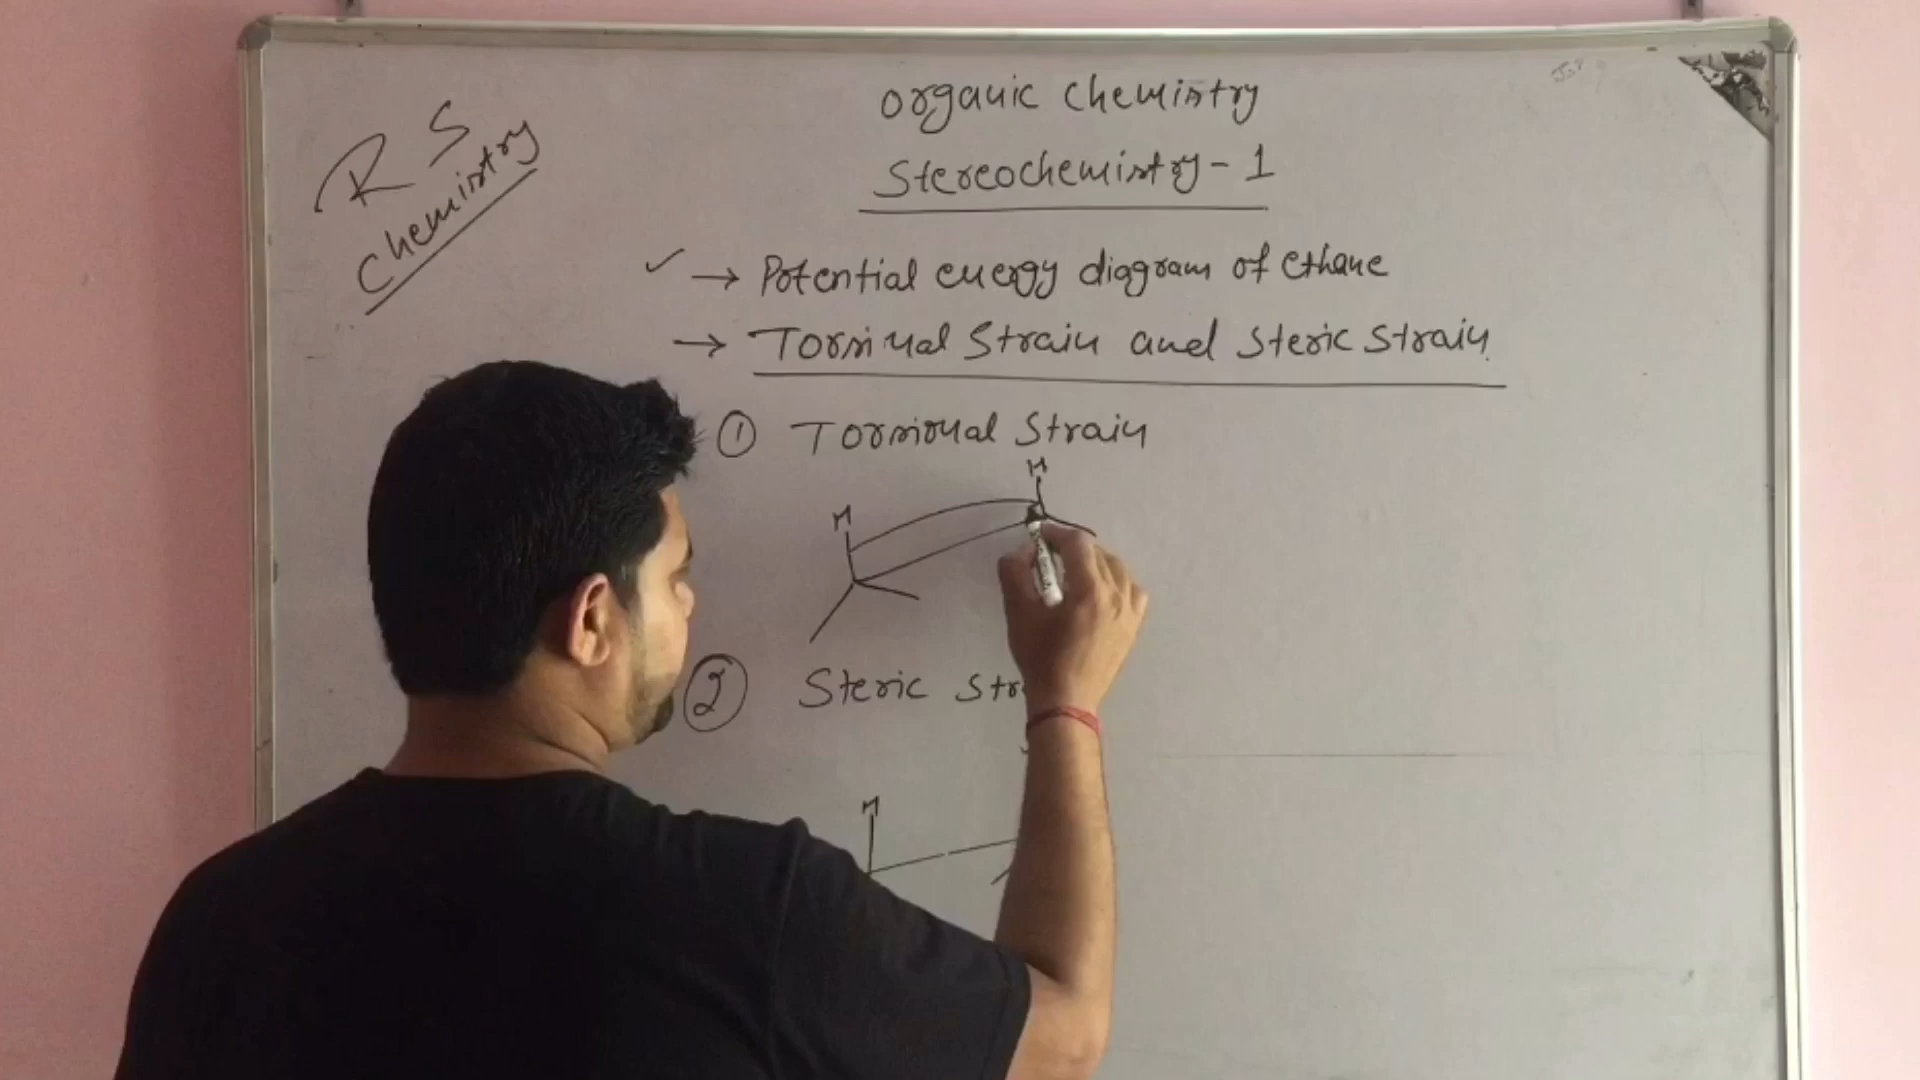 R S
Chemistry
Organic Chemistry
Stereochemistry - 1
✓ → Potential energy diagram of ethane
→ Torsinal Strain and Steric Strain
① Torsional Strain
H
H
② Steric Str
H